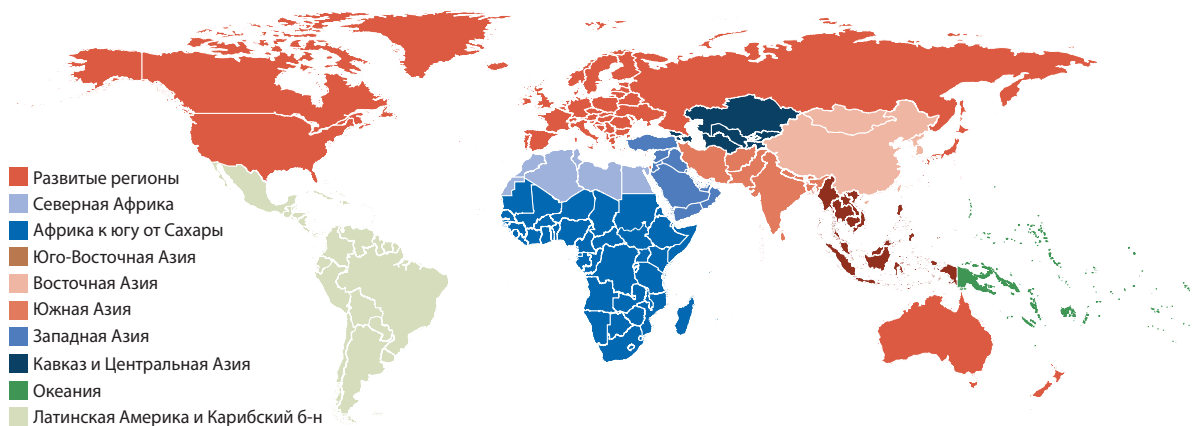 Развитые регионы
Северная Африка
Африка к югу от Сахары
Юго-Восточная Азия
Восточная Азия
Южная Азия
Западная Азия
Кавказ и Центральная Азия
Океания
Латинская Америка и Карибский б-н